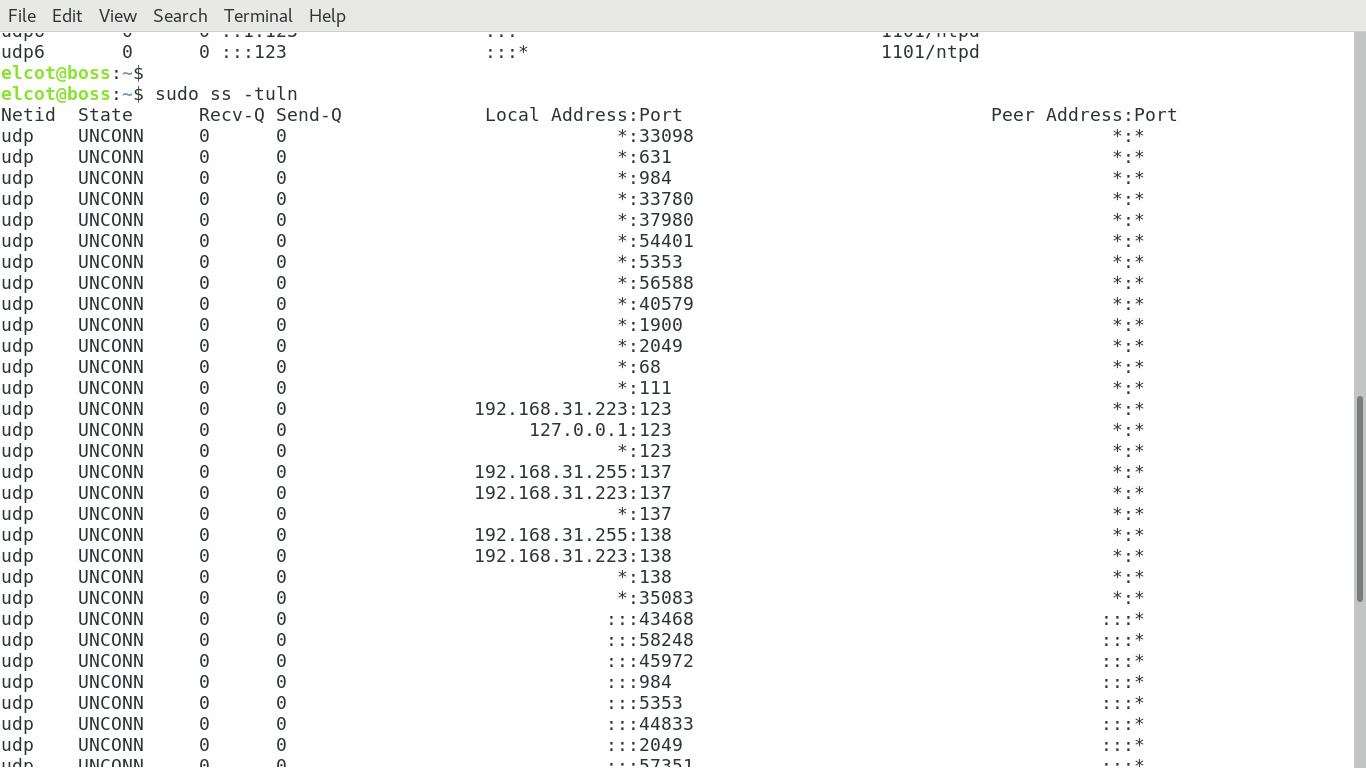 File Edit View Search Terminal Help
udp6 0 0 :::123 :::* 1101/ntpd
elcot@boss:~$
elcot@boss:~$ sudo ss -tuln
Netid State Recv-Q Send-Q Local Address:Port Peer Address:Port
udp UNCONN 0 0 *:33098 *:*
udp UNCONN 0 0 *:631 *:*
udp UNCONN 0 0 *:984 *:*
udp UNCONN 0 0 *:33780 *:*
udp UNCONN 0 0 *:37980 *:*
udp UNCONN 0 0 *:54401 *:*
udp UNCONN 0 0 *:5353 *:*
udp UNCONN 0 0 *:56588 *:*
udp UNCONN 0 0 *:40579 *:*
udp UNCONN 0 0 *:1900 *:*
udp UNCONN 0 0 *:2049 *:*
udp UNCONN 0 0 *:68 *:*
udp UNCONN 0 0 *:111 *:*
udp UNCONN 0 0 192.168.31.223:123 *:*
udp UNCONN 0 0 127.0.0.1:123 *:*
udp UNCONN 0 0 *:123 *:*
udp UNCONN 0 0 192.168.31.255:137 *:*
udp UNCONN 0 0 192.168.31.223:137 *:*
udp UNCONN 0 0 *:137 *:*
udp UNCONN 0 0 192.168.31.255:138 *:*
udp UNCONN 0 0 192.168.31.223:138 *:*
udp UNCONN 0 0 *:138 *:*
udp UNCONN 0 0 *:35083 *:*
udp UNCONN 0 0 :::43468 :::*
udp UNCONN 0 0 :::58248 :::*
udp UNCONN 0 0 :::45972 :::*
udp UNCONN 0 0 :::984 :::*
udp UNCONN 0 0 :::5353 :::*
udp UNCONN 0 0 :::44833 :::*
udp UNCONN 0 0 :::2049 :::*
udp UNCONN 0 0 :::57351 :::*